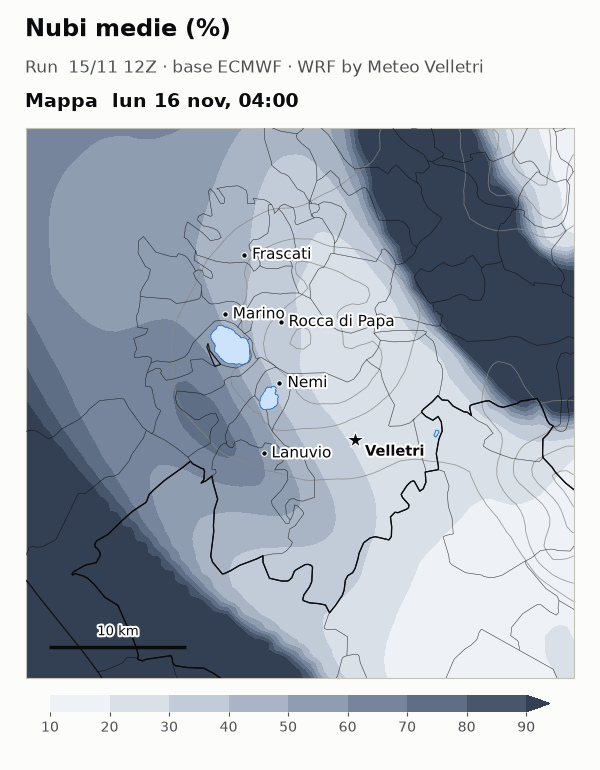 Nubi medie (%)
Run  15/11 12Z · base ECMWF · WRF by Meteo Velletri
Mappa  lun 16 nov, 04:00
Frascati
Marino
Rocca di Papa
Nemi
Velletri
Lanuvio
10 km
10 20 30 40 50 60 70 80 90